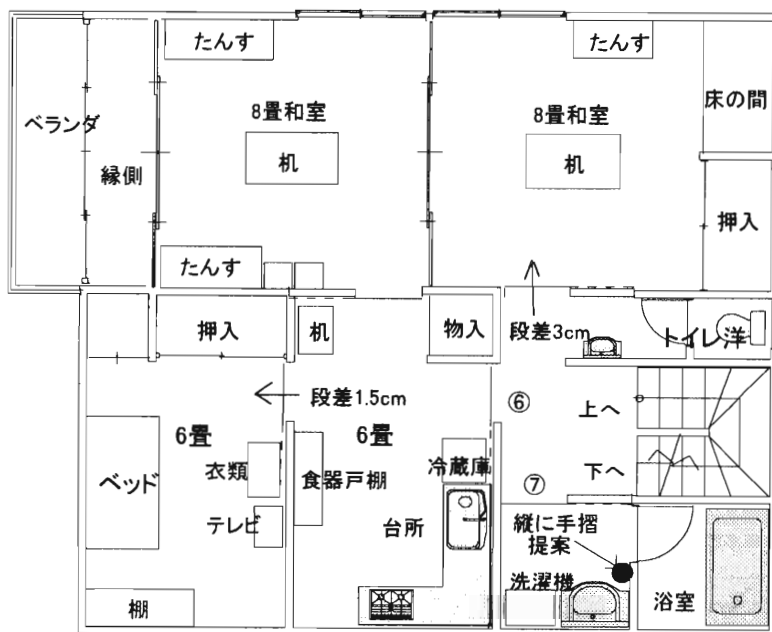 たんす
たんす
8畳和室
8畳和室
床の間
ベランダ
机
机
縁側
押入
たんす
押入
机
物入
段差3cm
トイレ洋
段差1.5cm
⑥
上へ
6畳
6畳
衣類
食器戸棚
冷蔵庫
下へ
ベッド
⑦
テレビ
台所
縦に手摺
提案
洗濯機
棚
浴室